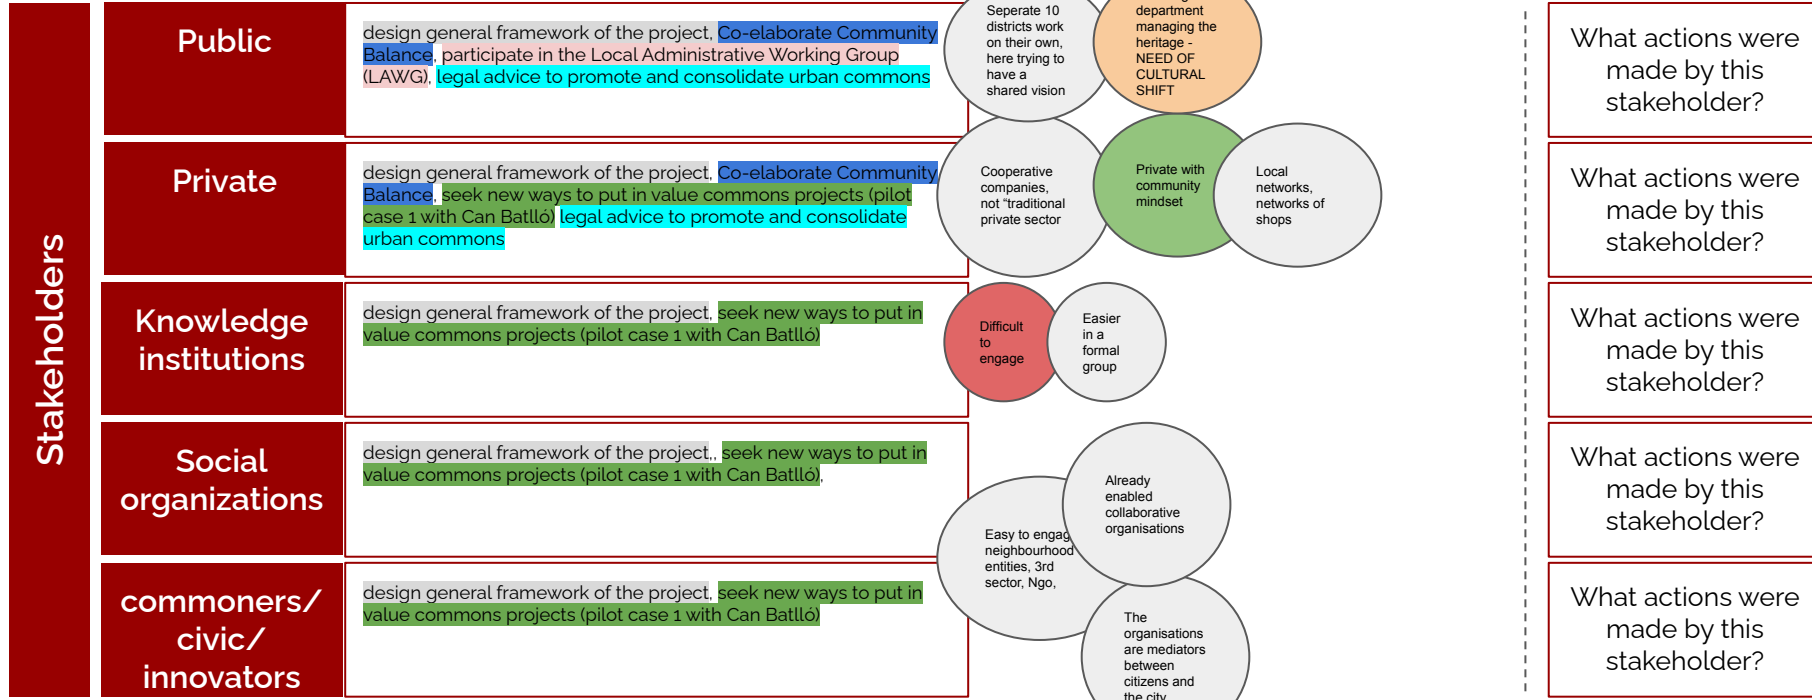 Stakeholders
Public
design general framework of the project, Co-elaborate Community
Balance, participate in the Local Administrative Working Group
(LAWG), legal advice to promote and consolidate urban commons
Seperate 10
districts work
on their own,
here trying to
have a
shared vision
department
managing the
heritage -
NEED OF
CULTURAL
SHIFT
What actions were
made by this
stakeholder?
Private
design general framework of the project, Co-elaborate Community
Balance, seek new ways to put in value commons projects (pilot
case 1 with Can Batlló) legal advice to promote and consolidate
urban commons
Cooperative
companies,
not “traditional
private sector
Private with
community
mindset
Local
networks,
networks of
shops
What actions were
made by this
stakeholder?
Knowledge
institutions
design general framework of the project, seek new ways to put in
value commons projects (pilot case 1 with Can Batlló)
Difficult
to
engage
Easier
in a
formal
group
What actions were
made by this
stakeholder?
Social
organizations
design general framework of the project,, seek new ways to put in
value commons projects (pilot case 1 with Can Batlló),
Already
enabled
collaborative
organisations
Easy to engag
neighbourhood
entities, 3rd
sector, Ngo,
What actions were
made by this
stakeholder?
commoners/
civic/
innovators
design general framework of the project, seek new ways to put in
value commons projects (pilot case 1 with Can Batlló)
The
organisations
are mediators
between
citizens and
the city
What actions were
made by this
stakeholder?